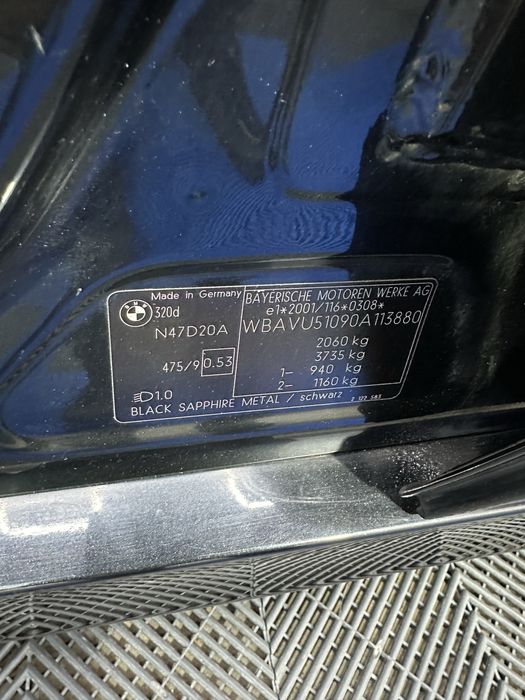 Made in Germany
BMW
320d
N47D20A
475/9 0.53
1.0
BAYERISCHE MOTOREN WERKE AG
e1*2001/116*0308*
WBAVU51090A113880
2060 kg
3735 kg
1– 940 kg
2– 1160 kg
BLACK SAPPHIRE METAL / schwarz